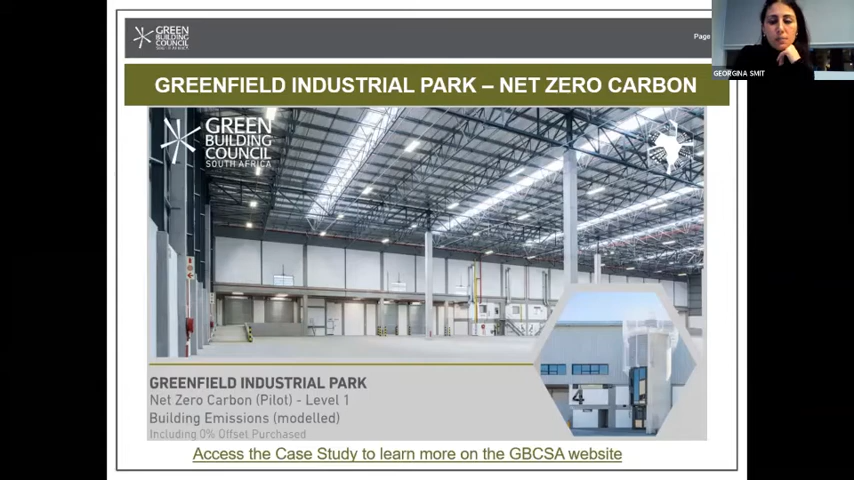 GREEN
BUILDING
COUNCIL
SOUTH AFRICA
Page
GEORGINA SMIT
GREENFIELD INDUSTRIAL PARK – NET ZERO CARBON
GREEN
BUILDING
COUNCIL
SOUTH AFRICA
4
GREENFIELD INDUSTRIAL PARK
Net Zero Carbon (Pilot) - Level 1
Building Emissions (modelled)
Including 0% Offset Purchased
Access the Case Study to learn more on the GBCSA website